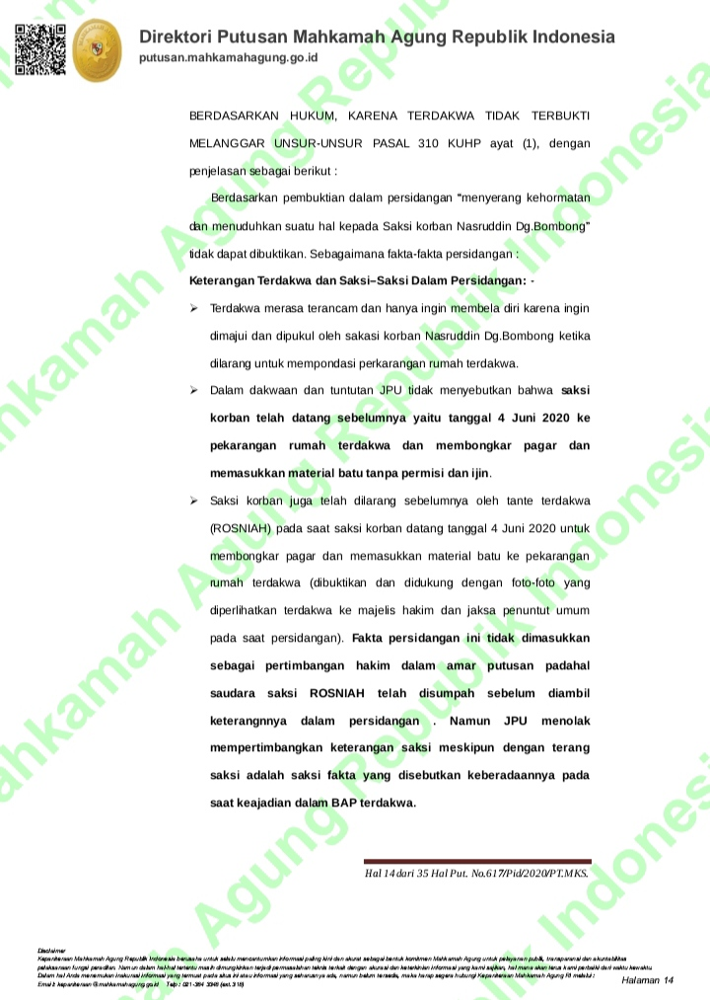 Direktori Putusan Mahkamah Agung Republik Indonesia
putusan.mahkamahagung.go.id
BERDASARKAN HUKUM, KARENA TERDAKWA TIDAK TERBUKTI
MELANGGAR UNSUR-UNSUR PASAL 310 KUHP ayat (1), dengan
penjelasan sebagai berikut :
Berdasarkan pembuktian dalam persidangan “menyerang kehormatan
dan menuduhkan suatu hal kepada Saksi korban Nasruddin Dg.Bombong”
tidak dapat dibuktikan. Sebagaimana fakta-fakta persidangan :
Keterangan Terdakwa dan Saksi–Saksi Dalam Persidangan: -
➢ Terdakwa merasa terancam dan hanya ingin membela diri karena ingin
dimajui dan dipukul oleh sakasi korban Nasruddin Dg.Bombong ketika
dilarang untuk mempondasi perkarangan rumah terdakwa.
➢ Dalam dakwaan dan tuntutan JPU tidak menyebutkan bahwa saksi
korban telah datang sebelumnya yaitu tanggal 4 Juni 2020 ke
pekarangan rumah terdakwa dan membongkar pagar dan
memasukkan material batu tanpa permisi dan ijin.
➢ Saksi korban juga telah dilarang sebelumnya oleh tante terdakwa
(ROSNIAH) pada saat saksi korban datang tanggal 4 Juni 2020 untuk
membongkar pagar dan memasukkan material batu ke pekarangan
rumah terdakwa (dibuktikan dan didukung dengan foto-foto yang
diperlihatkan terdakwa ke majelis hakim dan jaksa penuntut umum
pada saat persidangan). Fakta persidangan ini tidak dimasukkan
sebagai pertimbangan hakim dalam amar putusan padahal
saudara saksi ROSNIAH telah disumpah sebelum diambil
keterangnnya dalam persidangan . Namun JPU menolak
mempertimbangkan keterangan saksi meskipun dengan terang
saksi adalah saksi fakta yang disebutkan keberadaannya pada
saat keajadian dalam BAP terdakwa.
Hal 14 dari 35 Hal Put. No.617/Pid/2020/PT.MKS.
Disclaimer
Kepaniteraan Mahkamah Agung Republik Indonesia berusaha untuk selalu mencantumkan informasi paling kini dan akurat sebagai bentuk komitmen Mahkamah Agung untuk pelayanan publik, transparansi dan akuntabilitas
pelaksanaan fungsi peradilan. Namun dalam hal-hal tertentu masih dimungkinkan terjadi permasalahan teknis terkait dengan akurasi dan keterkinian informasi yang kami sajikan, hal mana akan terus kami perbaiki dari waktu kewaktu.
Dalam hal Anda menemukan inakurasi informasi yang termuat pada situs ini atau informasi yang seharusnya ada, namun belum tersedia, maka harap segera hubungi Kepaniteraan Mahkamah Agung RI melalui :
Email : kepaniteraan@mahkamahagung.go.id Telp : 021-384 3348 (ext.318)
Halaman 14